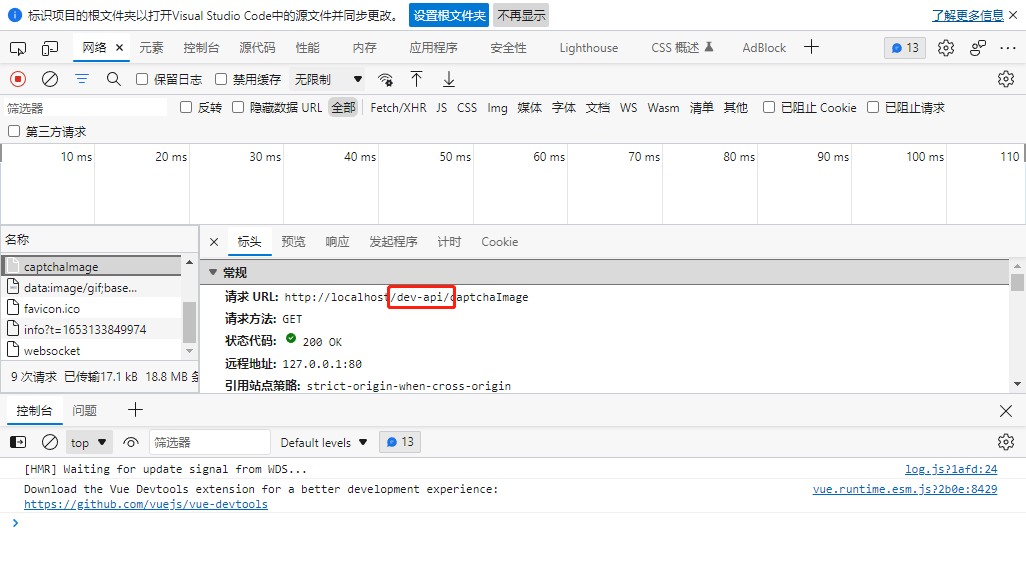 标识项目的根文件夹以打开Visual Studio Code中的源文件并同步更改。 设置根文件夹 不再显示 了解更多信息
网络 元素 控制台 源代码 性能 内存 应用程序 安全性 Lighthouse CSS 概述 AdBlock 13
保留日志 禁用缓存 无限制
筛选器 反转 隐藏数据 URL 全部 Fetch/XHR JS CSS Img 媒体 字体 文档 WS Wasm 清单 其他 已阻止 Cookie 已阻止请求
第三方请求
10 ms 20 ms 30 ms 40 ms 50 ms 60 ms 70 ms 80 ms 90 ms 100 ms 110
名称 标头 预览 响应 发起程序 计时 Cookie
captchaImage
data:image/gif;base...
favicon.ico
info?t=1653133849974
websocket
9 次请求 已传输17.1 kB 18.8 MB 条
常规
请求 URL: http://localhost/dev-api/captchaImage
请求方法: GET
状态代码: 200 OK
远程地址: 127.0.0.1:80
引用站点策略: strict-origin-when-cross-origin
控制台 问题
top 筛选器 Default levels 13
[HMR] Waiting for update signal from WDS... log.js?1afd:24
Download the Vue Devtools extension for a better development experience: vue.runtime.esm.js?2b0e:8429
https://github.com/vuejs/vue-devtools